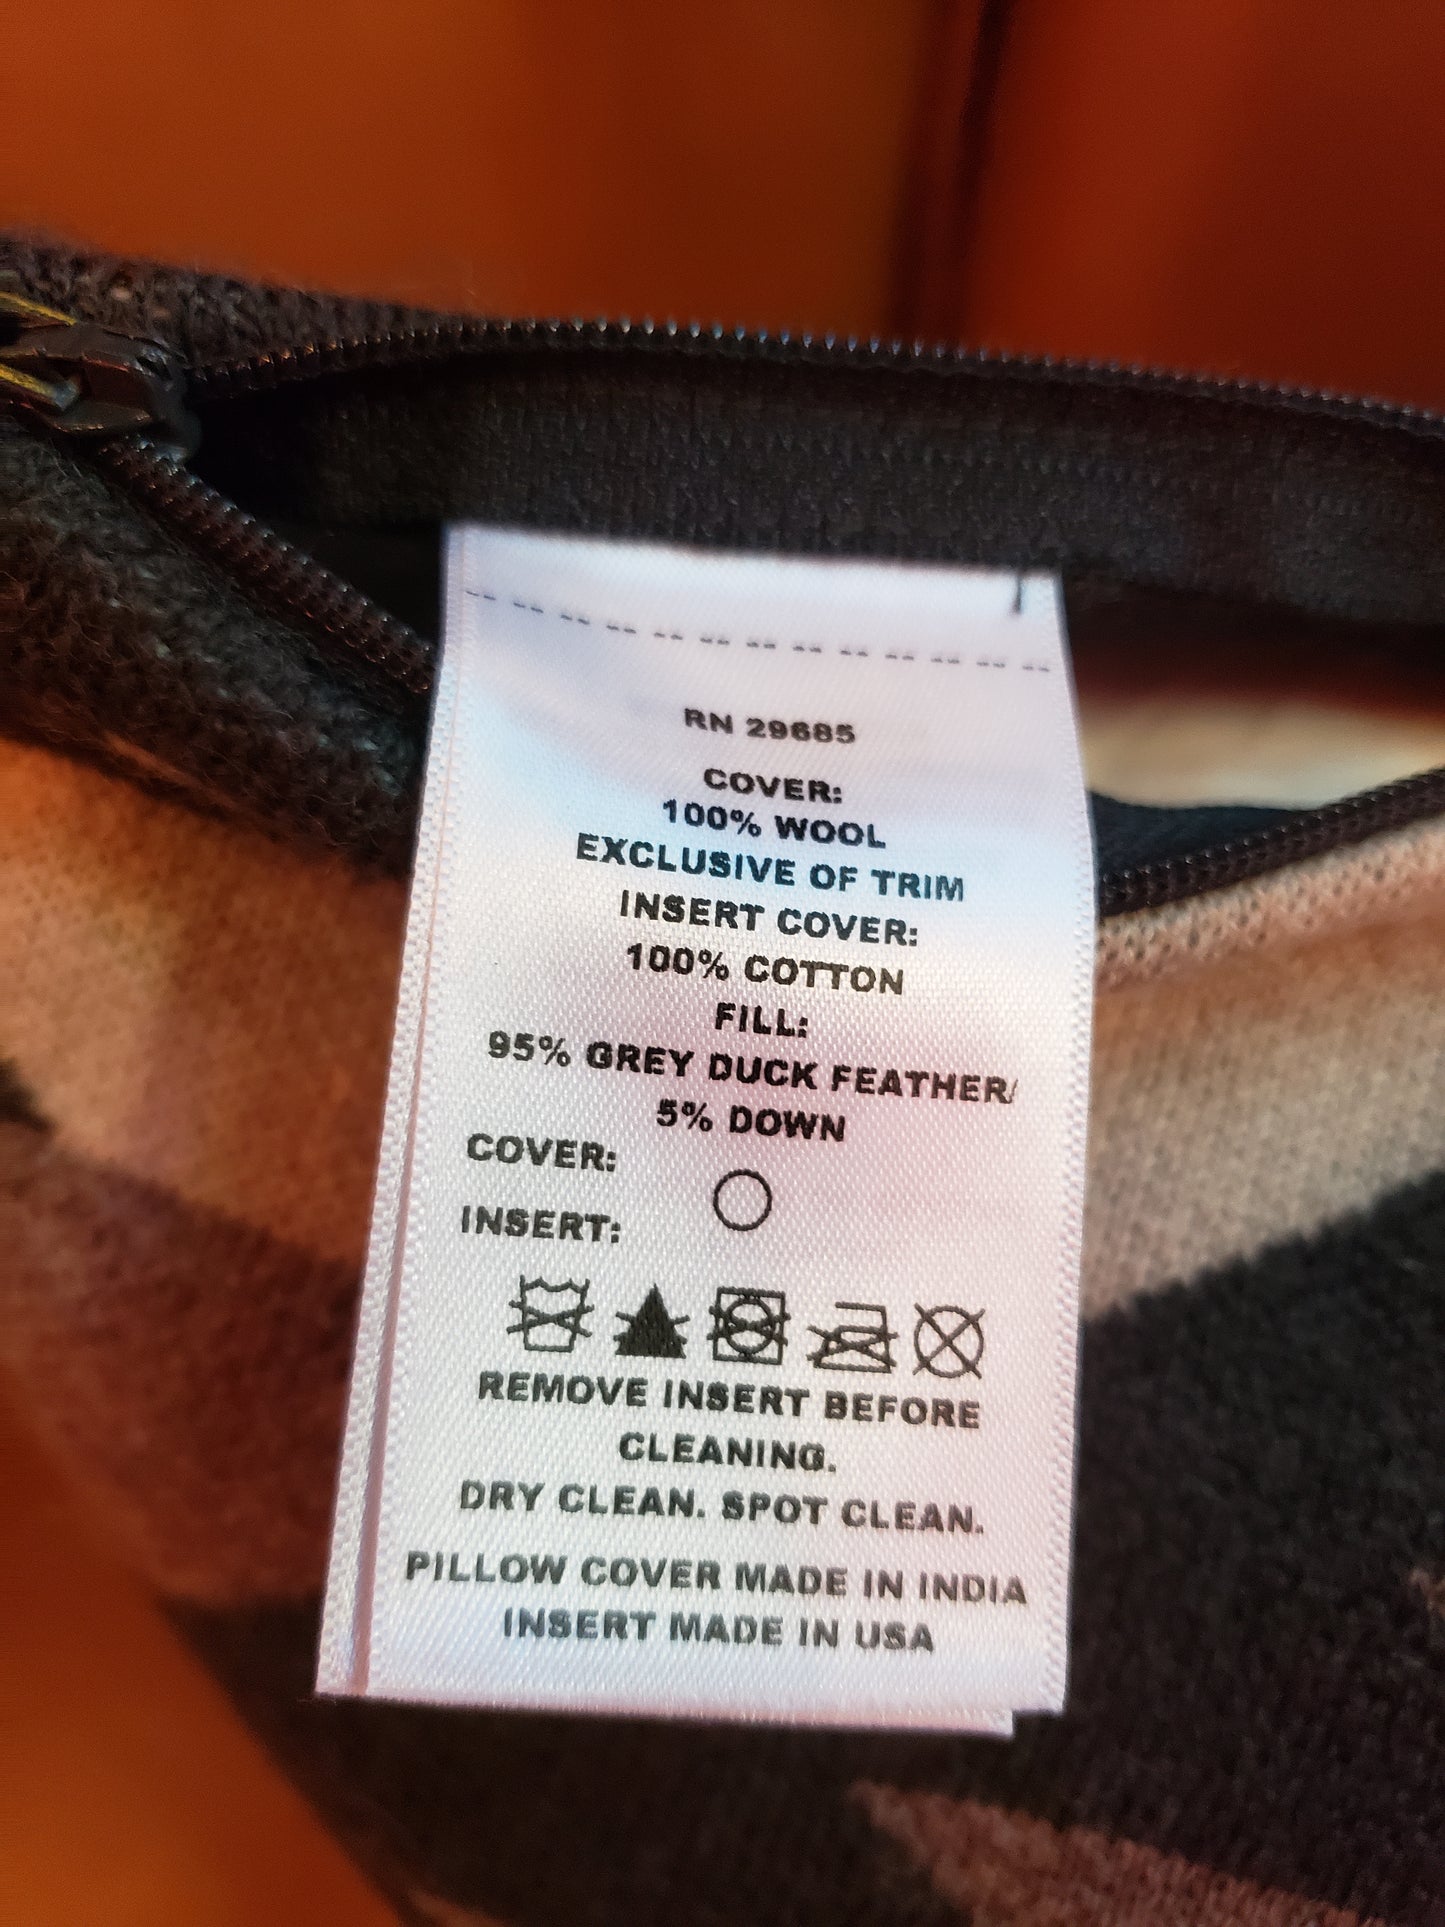 RN 29685
COVER:
100% WOOL
EXCLUSIVE OF TRIM
INSERT COVER:
100% COTTON
FILL:
95% GREY DUCK FEATHER/
5% DOWN
COVER:
INSERT:
REMOVE INSERT BEFORE
CLEANING.
DRY CLEAN. SPOT CLEAN.
PILLOW COVER MADE IN INDIA
INSERT MADE IN USA